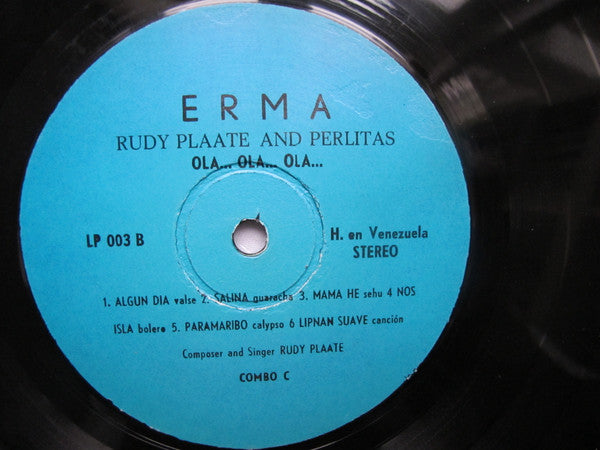 ERMA
RUDY PLAATE AND PERLITAS
OLA... OLA... OLA...
LP 003 B
H. en Venezuela
STEREO
1. ALGUN DIA valse 2. SALINA guaracha 3. MAMA HE sehu 4 NOS
ISLA bolero 5. PARAMARIBO calypso 6 LIPNAN SUAVE canción
Composer and Singer RUDY PLAATE
COMBO C